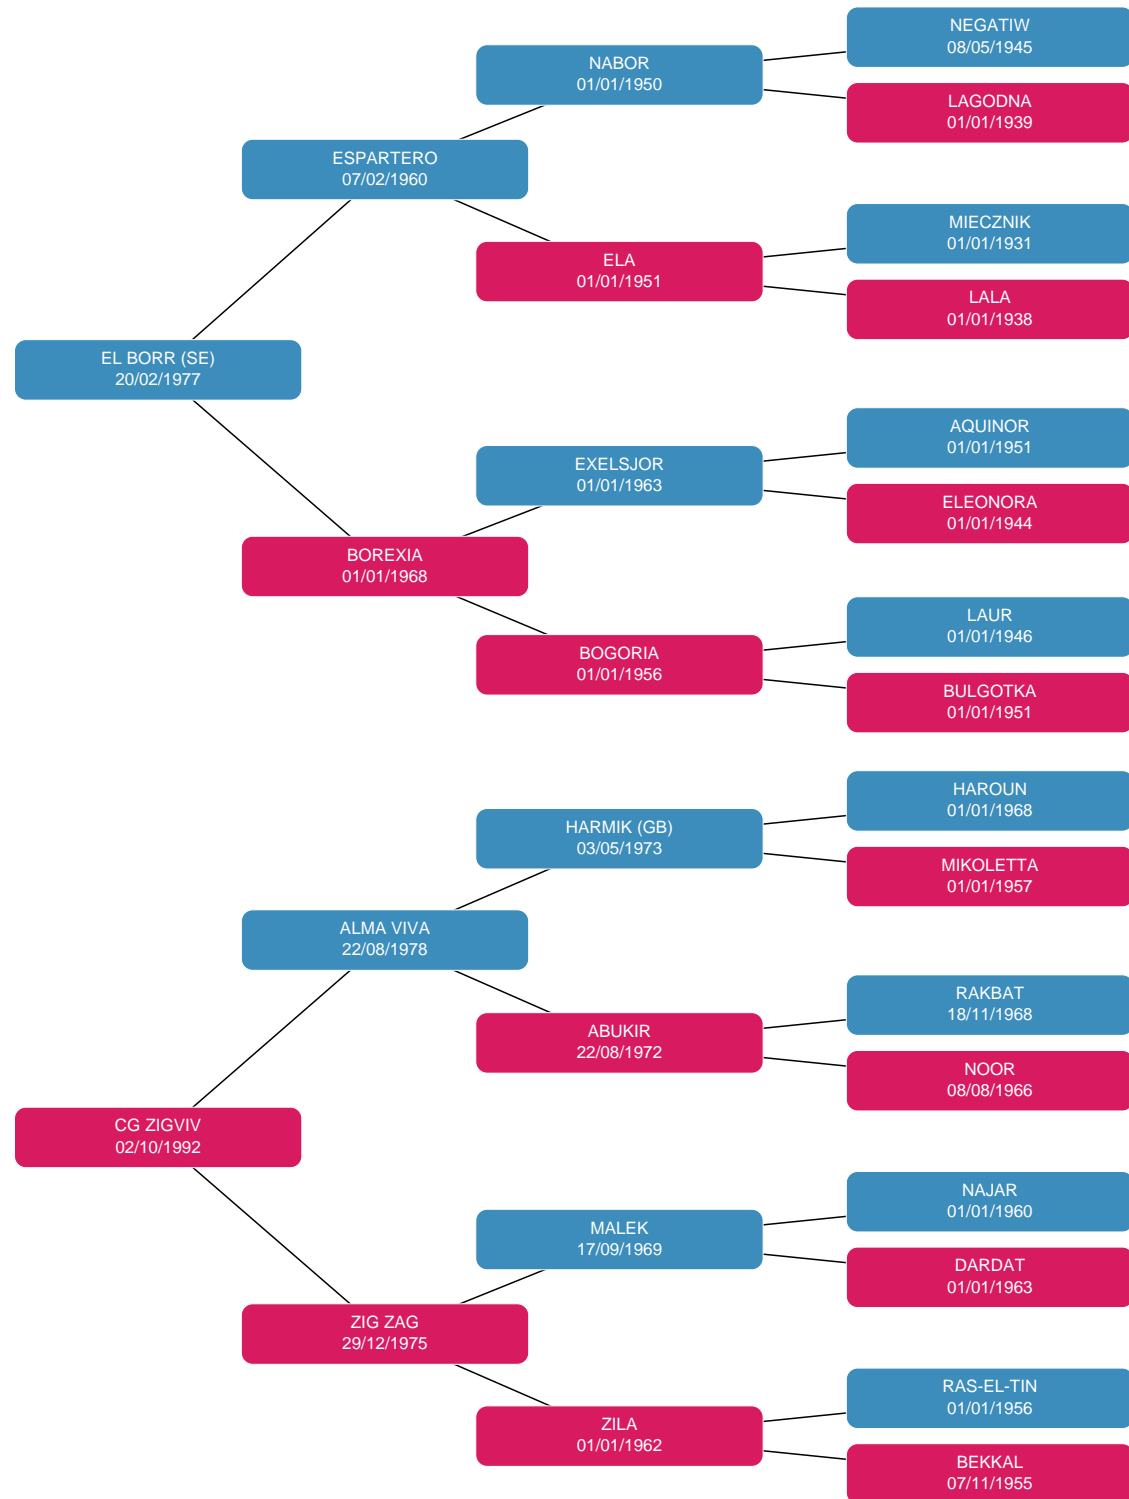 NEGATIW
08/05/1945
NABOR
01/01/1950
LAGODNA
01/01/1939
ESPARTERO
07/02/1960
MIECZNIK
01/01/1931
ELA
01/01/1951
LALA
01/01/1938
EL BORR (SE)
20/02/1977
AQUINOR
01/01/1951
EXELSJOR
01/01/1963
ELEONORA
01/01/1944
BOREXIA
01/01/1968
LAUR
01/01/1946
BOGORIA
01/01/1956
BULGOTKA
01/01/1951
HAROUN
01/01/1968
HARMIK (GB)
03/05/1973
MIKOLETTA
01/01/1957
ALMA VIVA
22/08/1978
RAKBAT
18/11/1968
ABUKIR
22/08/1972
NOOR
08/08/1966
CG ZIGVIV
02/10/1992
NAJAR
01/01/1960
MALEK
17/09/1969
DARDAT
01/01/1963
ZIG ZAG
29/12/1975
RAS-EL-TIN
01/01/1956
ZILA
01/01/1962
BEKKAL
07/11/1955